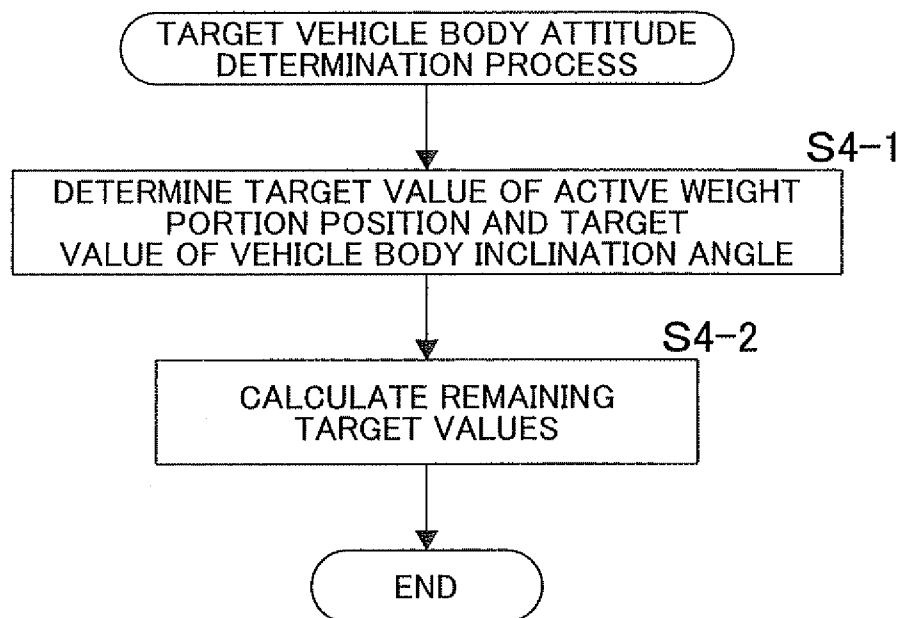 TARGET VEHICLE BODY ATTITUDE
DETERMINATION PROCESS
S4-1
DETERMINE TARGET VALUE OF ACTIVE WEIGHT
PORTION POSITION AND TARGET
VALUE OF VEHICLE BODY INCLINATION ANGLE
S4-2
CALCULATE REMAINING
TARGET VALUES
END